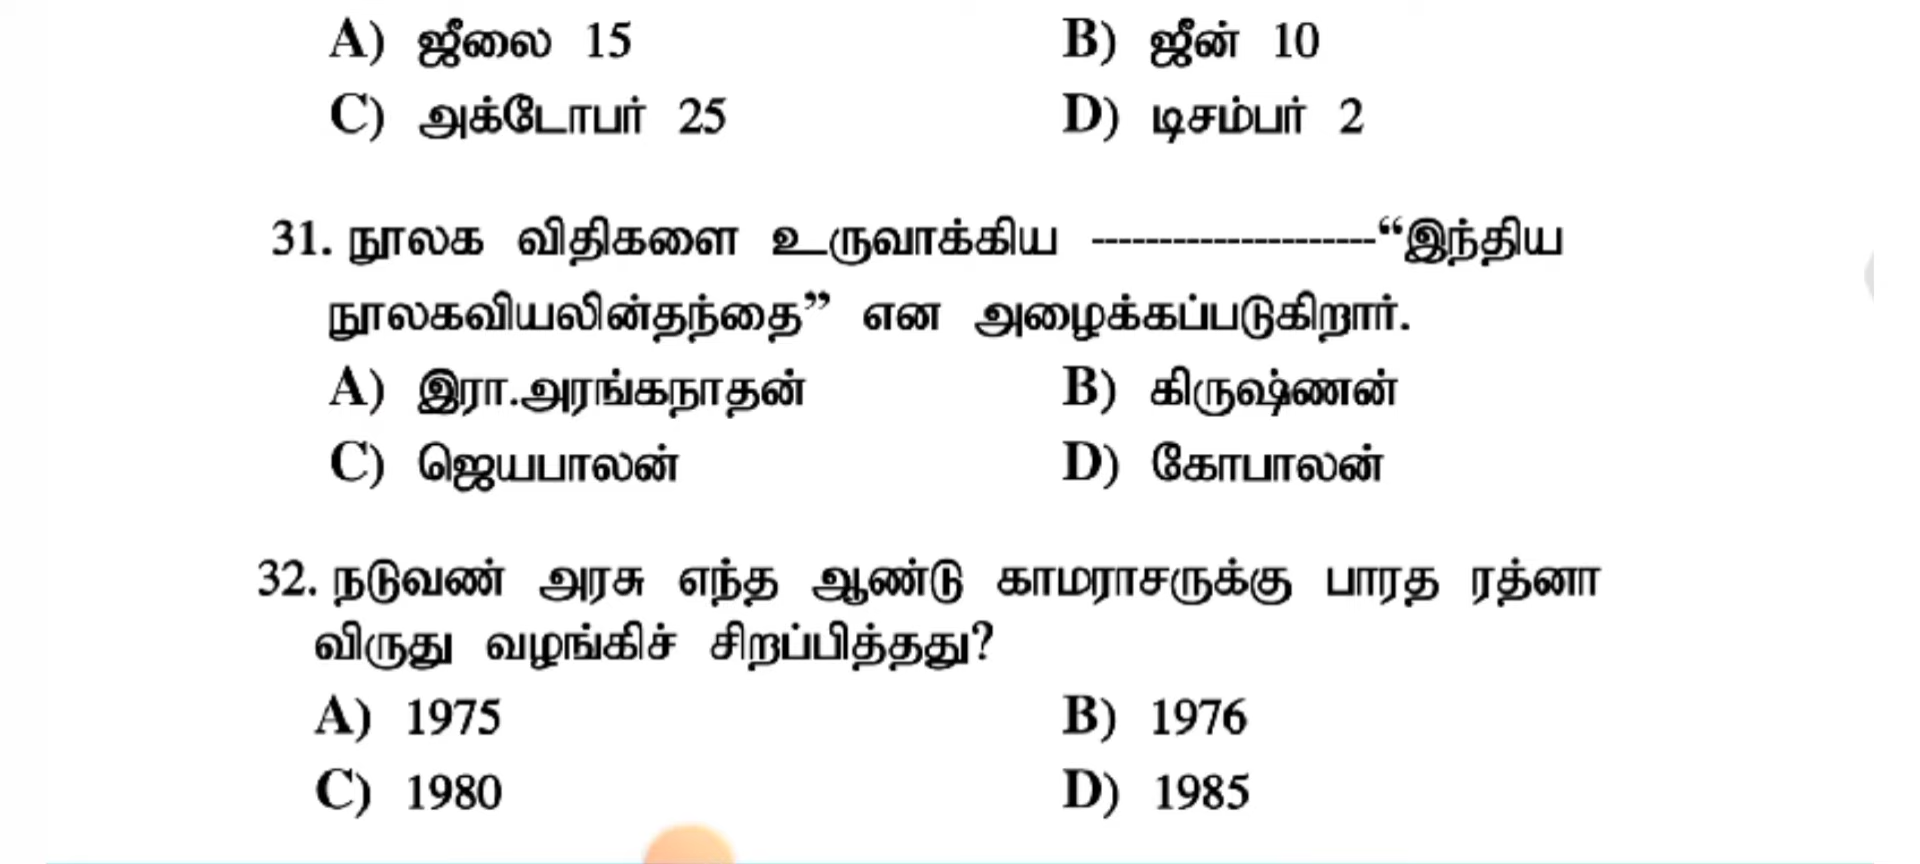 A) ஜீலை 15 B) ஜீன் 10
C) அக்டோபர் 25 D) டிசம்பர் 2
31. நூலக விதிகளை உருவாக்கிய ---------------------“இந்திய
நூலகவியலின்தந்தை” என அழைக்கப்படுகிறார்.
A) இரா.அரங்கநாதன் B) கிருஷ்ணன்
C) ஜெயபாலன் D) கோபாலன்
32. நடுவண் அரசு எந்த ஆண்டு காமராசருக்கு பாரத ரத்னா
விருது வழங்கிச் சிறப்பித்தது?
A) 1975 B) 1976
C) 1980 D) 1985